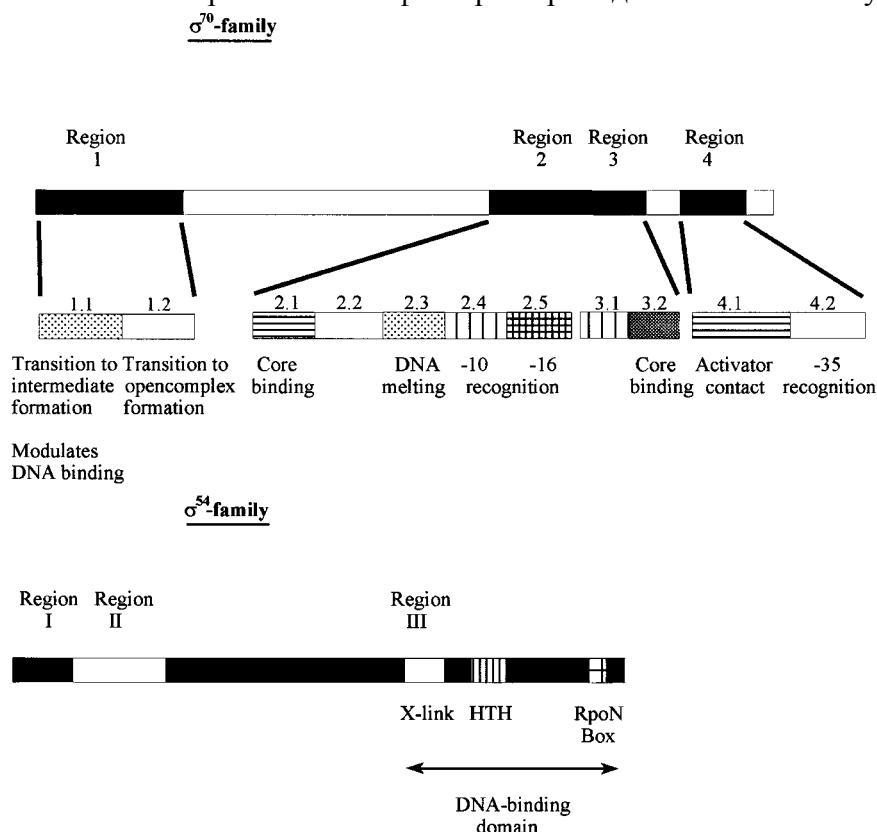 σ⁷⁰-family
Region 1
Region 2
Region 3
Region 4
1.1 1.2 2.1 2.2 2.3 2.4 2.5 3.1 3.2 4.1 4.2
Transition to intermediate formation
Transition to opencomplex formation
Core binding
DNA melting
-10 -16
recognition
Core binding
Activator contact
-35 recognition
Modulates
DNA binding
σ⁵⁴-family
Region I
Region II
Region III
X-link HTH RpoN Box
DNA-binding
domain